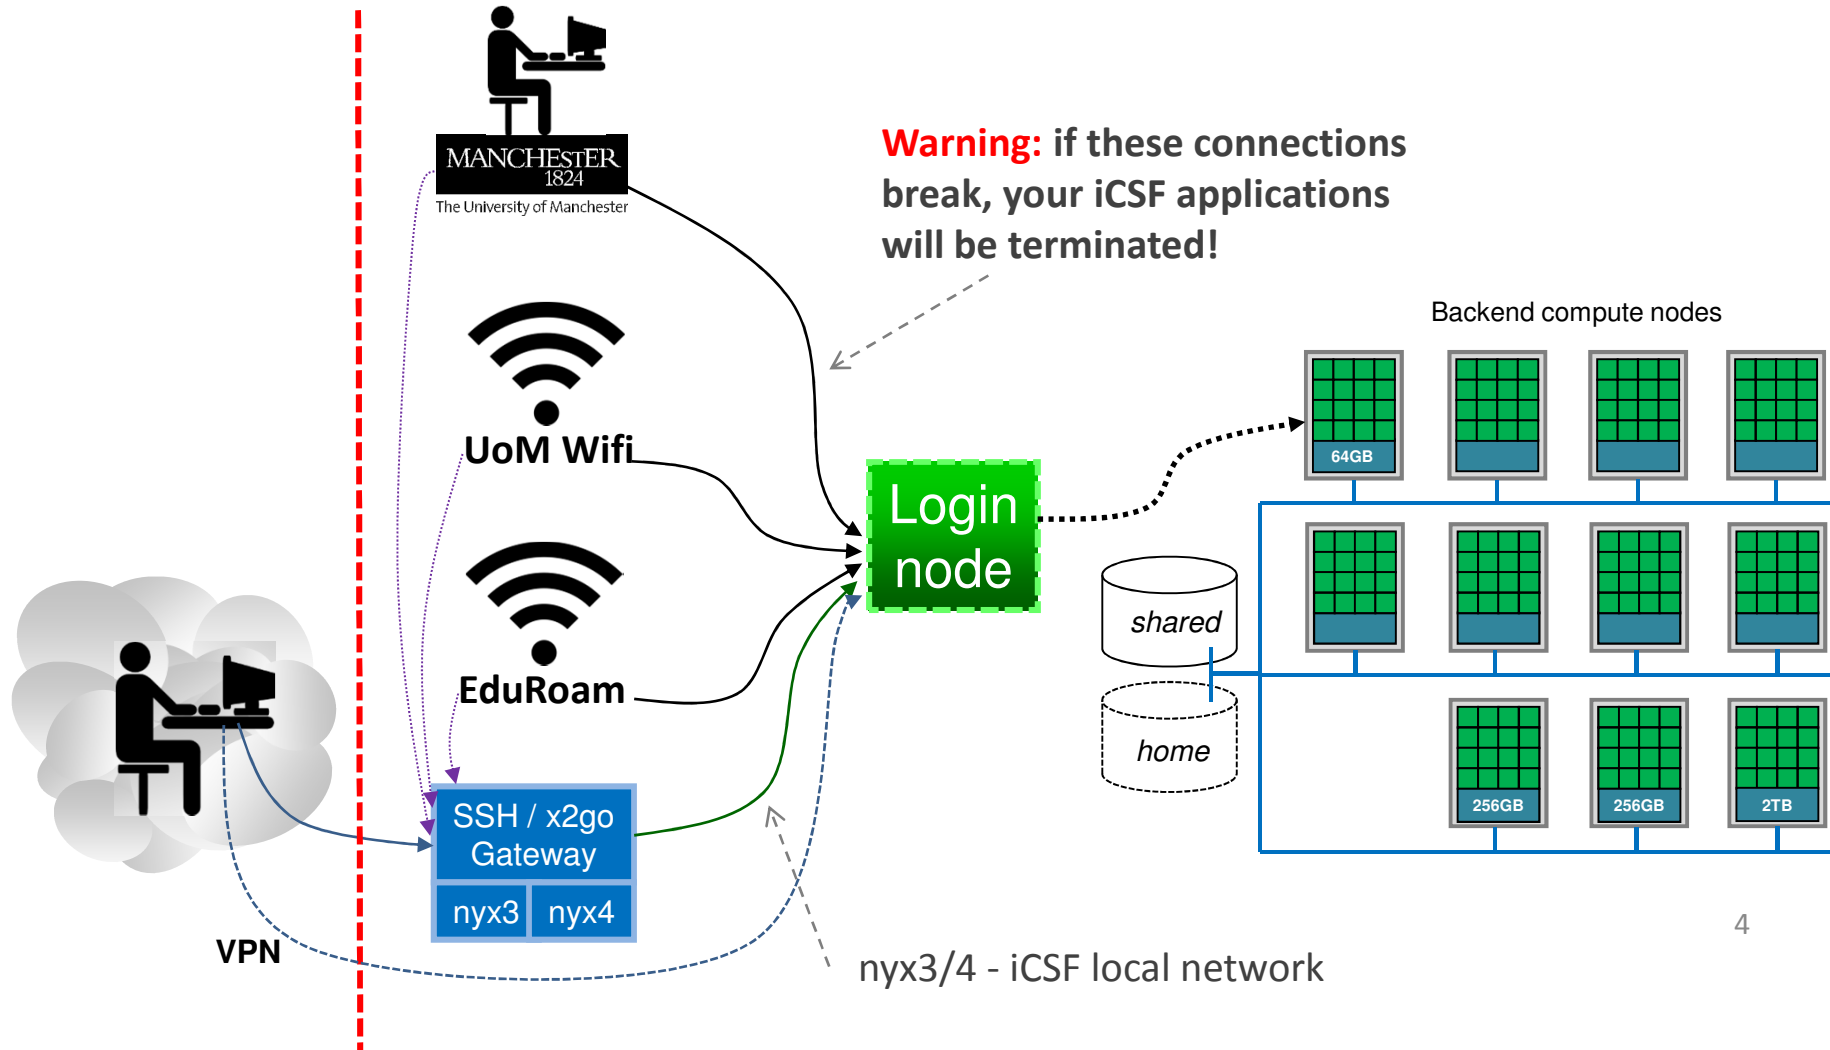 MANCHESTER
1824
The University of Manchester
Warning: if these connections
break, your iCSF applications
will be terminated!
Backend compute nodes
UoM Wifi
64GB
Login
node
shared
EduRoam
home
SSH / x2go
Gateway
256GB
256GB
2TB
nyx3
nyx4
VPN
nyx3/4 - iCSF local network
4